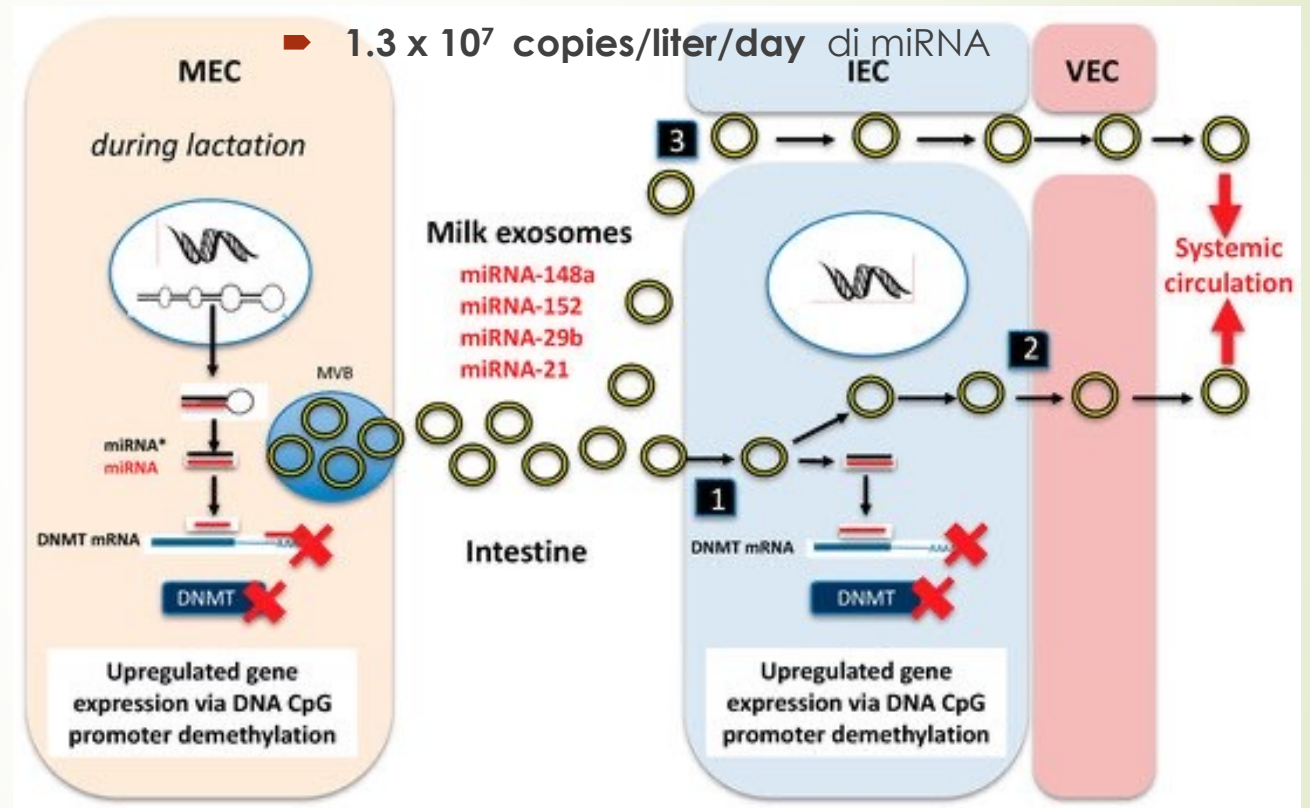 1.3 x 10⁷ copies/liter/day di miRNA
MEC
IEC
VEC
during lactation
3
Milk exosomes
miRNA-148a
miRNA-152
miRNA-29b
miRNA-21
Systemic
circulation
2
MVB
miRNA*
miRNA
1
DNMT mRNA
AAA
Intestine
DNMT mRNA
AAA
DNMT
DNMT
Upregulated gene
expression via DNA CpG
promoter demethylation
Upregulated gene
expression via DNA CpG
promoter demethylation